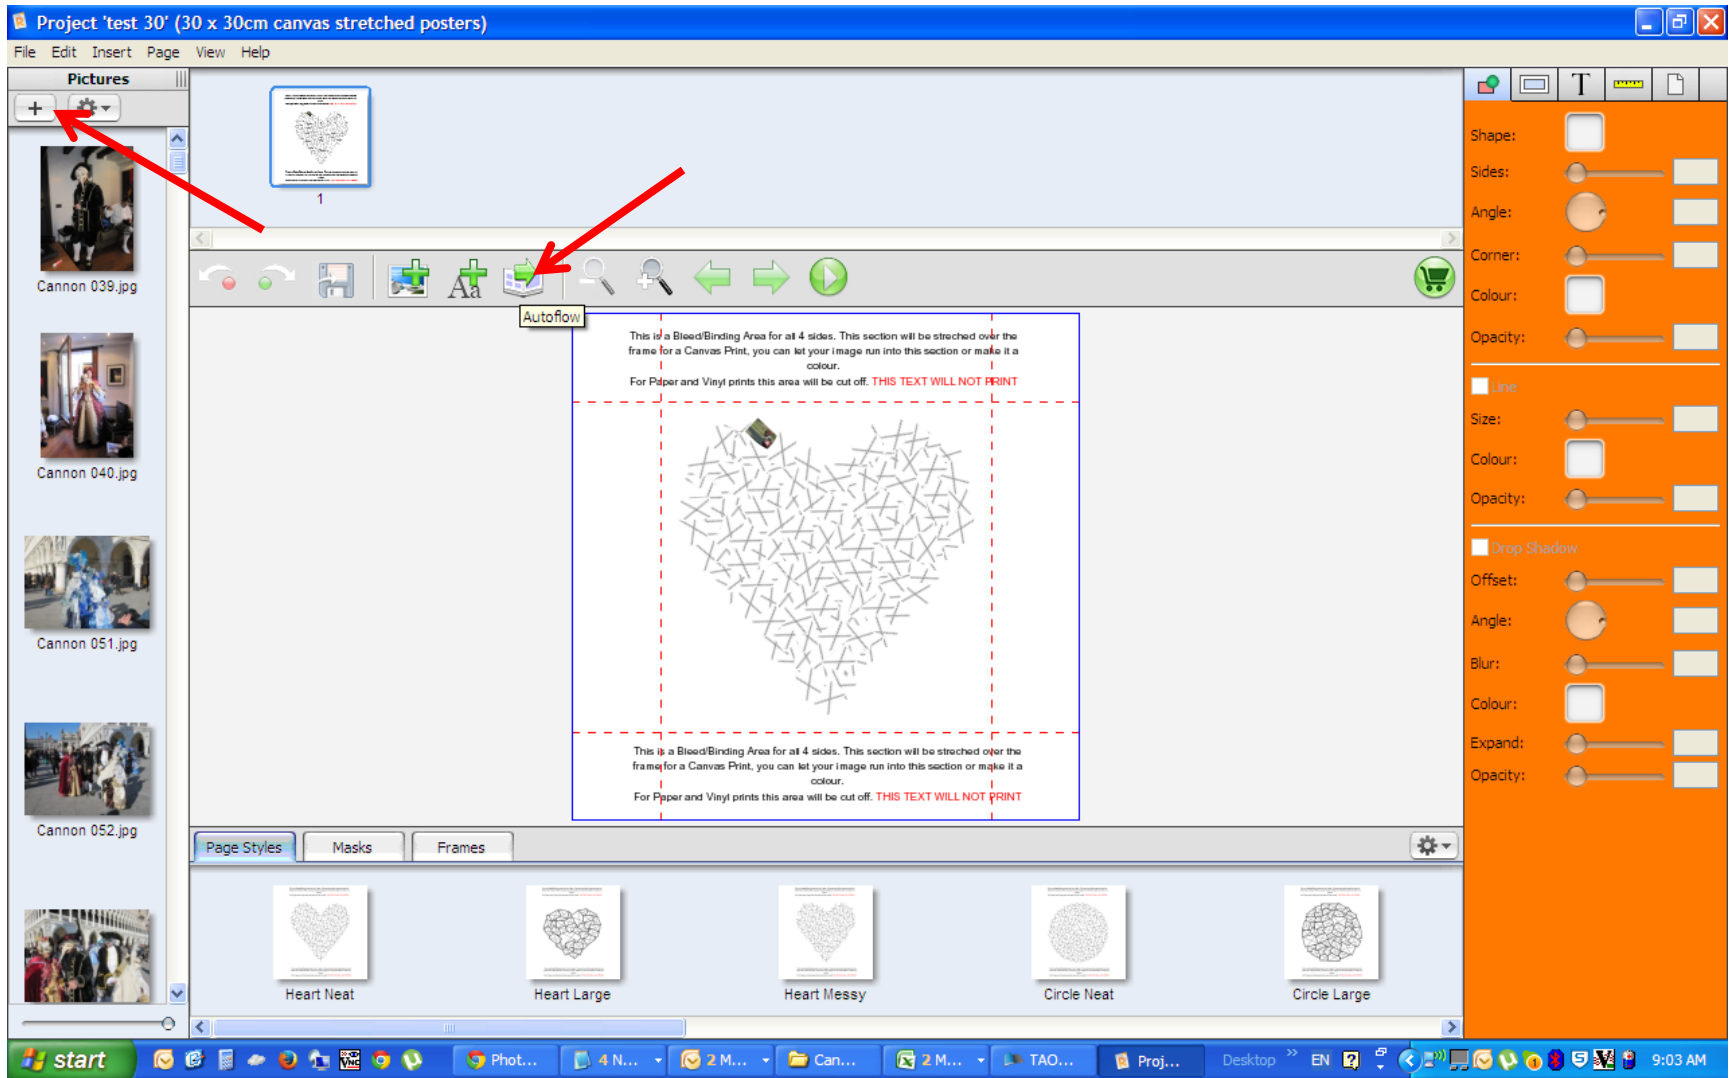 Project 'test 30' (30 x 30cm canvas stretched posters)
File Edit Insert Page View Help
Pictures
Cannon 039.jpg
Cannon 040.jpg
Cannon 051.jpg
Cannon 052.jpg
1
Aa
Autoflow
This is a Bleed/Binding Area for all 4 sides. This section will be streched over the
frame for a Canvas Print, you can let your image run into this section or make it a
colour.
For Paper and Vinyl prints this area will be cut off. THIS TEXT WILL NOT PRINT
This is a Bleed/Binding Area for all 4 sides. This section will be streched over the
frame for a Canvas Print, you can let your image run into this section or make it a
colour.
For Paper and Vinyl prints this area will be cut off. THIS TEXT WILL NOT PRINT
Page Styles Masks Frames
Heart Neat Heart Large Heart Messy Circle Neat Circle Large
T
Shape:
Sides:
Angle:
Corner:
Colour:
Opacity:
Line
Size:
Colour:
Opacity:
Drop Shadow
Offset:
Angle:
Blur:
Colour:
Expand:
Opacity:
start Phot... 4 N... 2 M... Can... 2 M... TAO... Proj... Desktop EN 9:03 AM